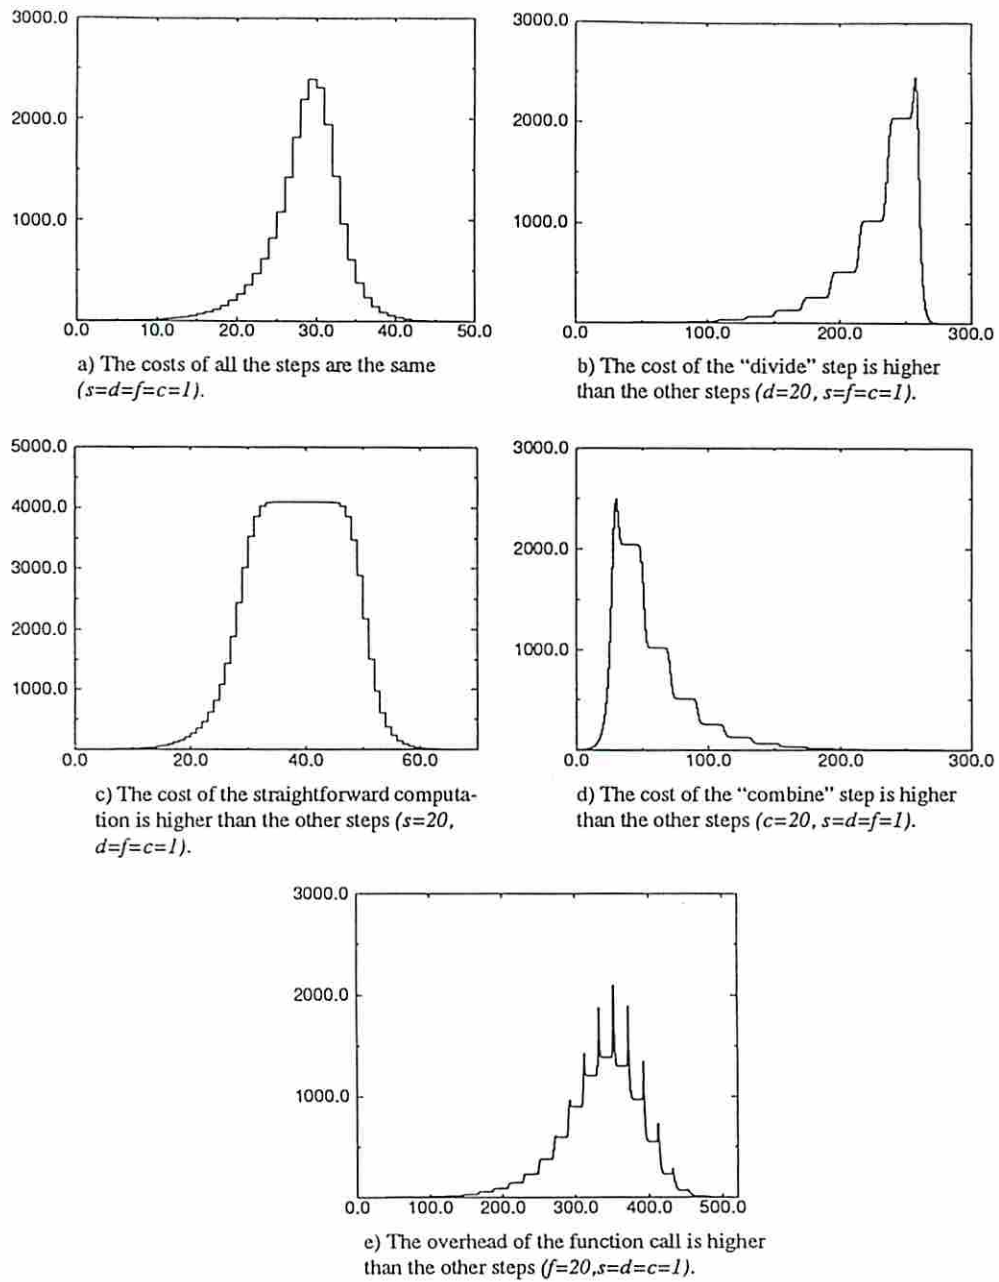 3000.0
2000.0
1000.0
0.0 10.0 20.0 30.0 40.0 50.0
a) The costs of all the steps are the same
(s=d=f=c=1).
3000.0
2000.0
1000.0
0.0 100.0 200.0 300.0
b) The cost of the “divide” step is higher
than the other steps (d=20, s=f=c=1).
5000.0
4000.0
3000.0
2000.0
1000.0
0.0 20.0 40.0 60.0
c) The cost of the straightforward computa-
tion is higher than the other steps (s=20,
d=f=c=1).
3000.0
2000.0
1000.0
0.0 100.0 200.0 300.0
d) The cost of the “combine” step is higher
than the other steps (c=20, s=d=f=1).
3000.0
2000.0
1000.0
0.0 100.0 200.0 300.0 400.0 500.0
e) The overhead of the function call is higher
than the other steps (f=20,s=d=c=1).